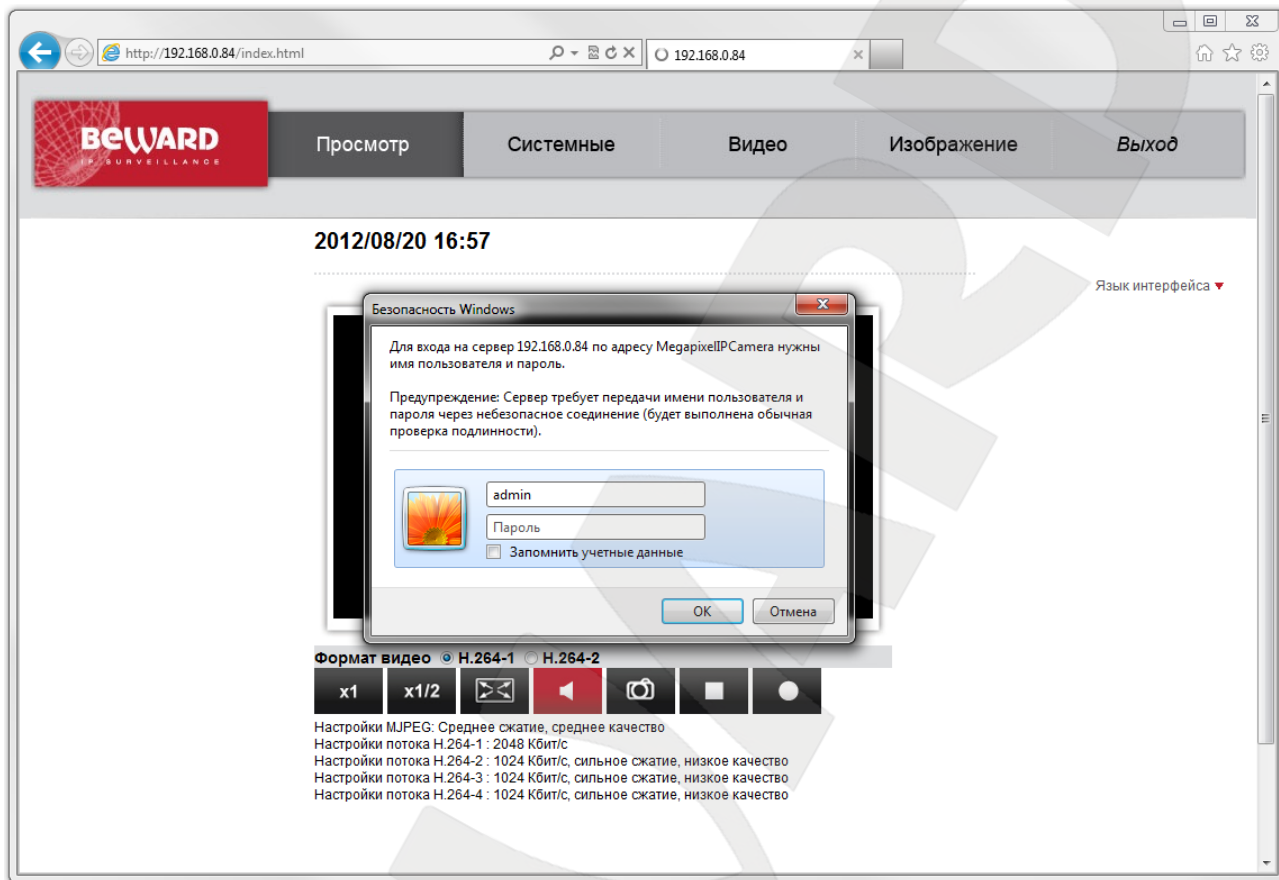 http://192.168.0.84/index.html
192.168.0.84
BEWARD
IP SURVEILLANCE
Просмотр
Системные
Видео
Изображение
Выход
2012/08/20 16:57
Язык интерфейса
Безопасность Windows
Для входа на сервер 192.168.0.84 по адресу MegapixelIPCamera нужны
имя пользователя и пароль.
Предупреждение: Сервер требует передачи имени пользователя и
пароля через небезопасное соединение (будет выполнена обычная
проверка подлинности).
admin
Пароль
Запомнить учетные данные
ОК
Отмена
Формат видео H.264-1 H.264-2
x1
x1/2
Настройки MJPEG: Среднее сжатие, среднее качество
Настройки потока H.264-1 : 2048 Кбит/с
Настройки потока H.264-2 : 1024 Кбит/с, сильное сжатие, низкое качество
Настройки потока H.264-3 : 1024 Кбит/с, сильное сжатие, низкое качество
Настройки потока H.264-4 : 1024 Кбит/с, сильное сжатие, низкое качество